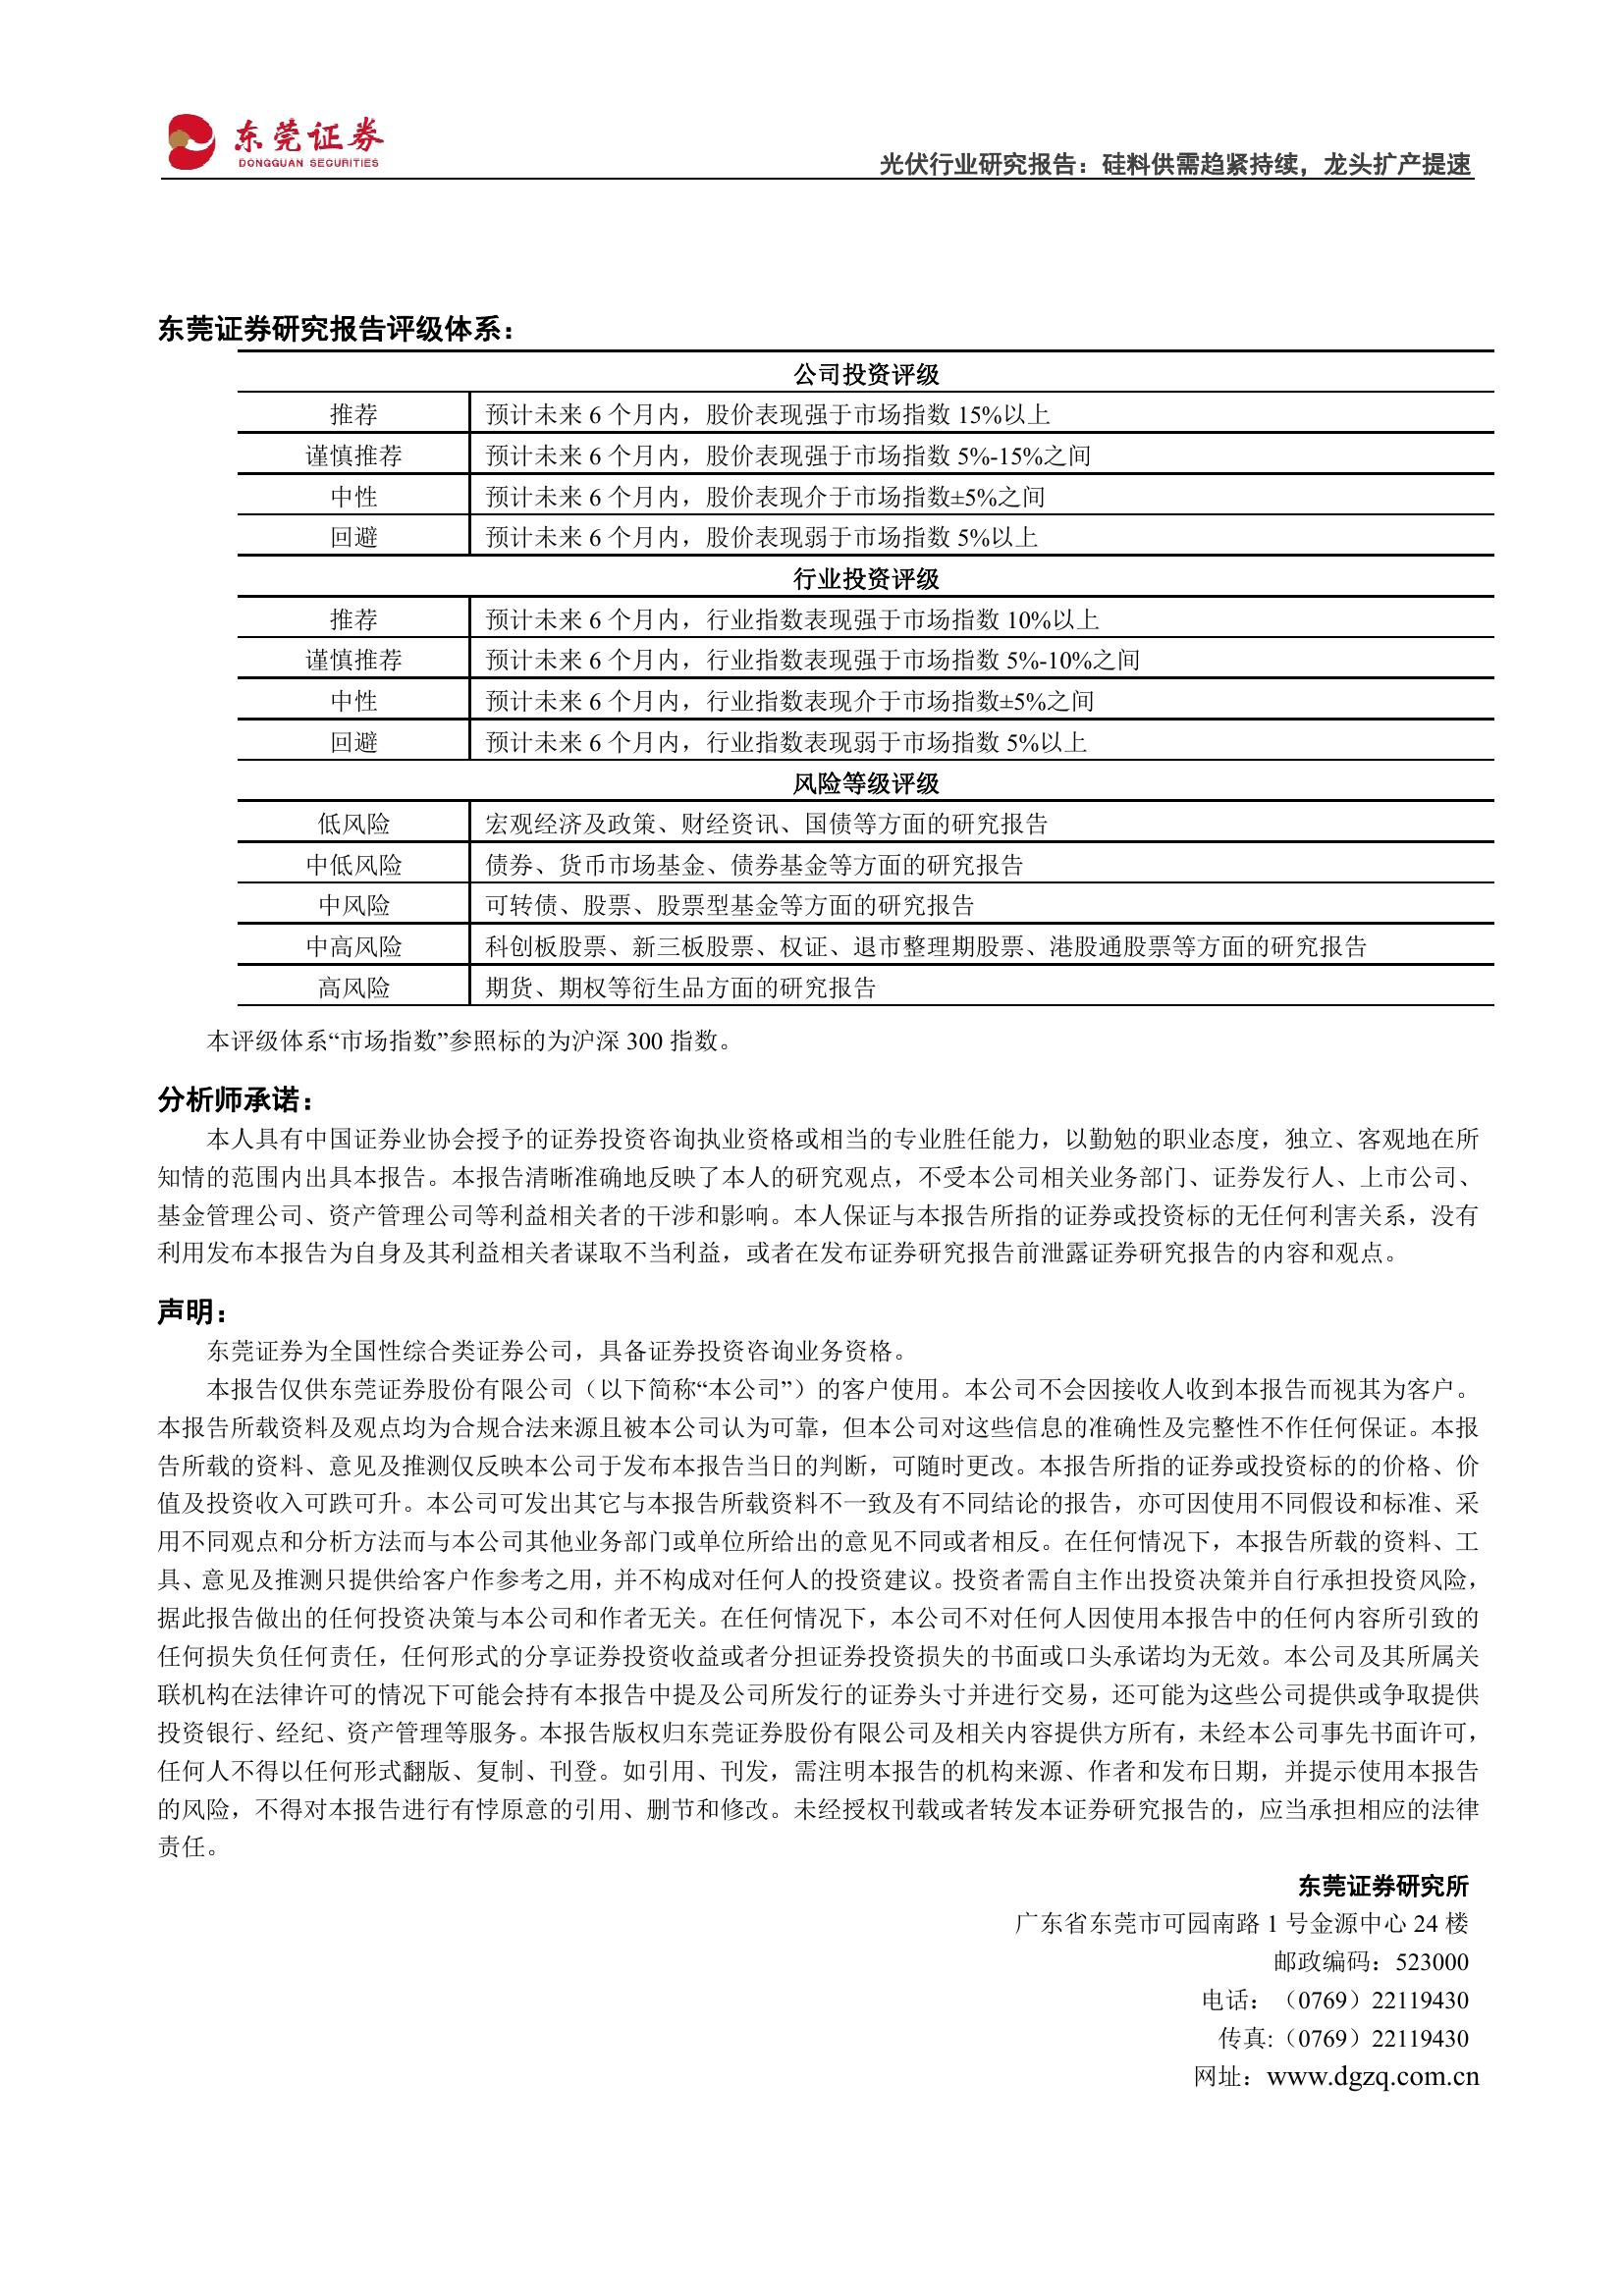 东莞证券
DONGGUAN SECURITIES
光伏行业研究报告：硅料供需趋紧持续，龙头扩产提速
东莞证券研究报告评级体系：
公司投资评级
推荐 预计未来 6 个月内，股价表现强于市场指数 15%以上
谨慎推荐 预计未来 6 个月内，股价表现强于市场指数 5%-15%之间
中性 预计未来 6 个月内，股价表现介于市场指数±5%之间
回避 预计未来 6 个月内，股价表现弱于市场指数 5%以上
行业投资评级
推荐 预计未来 6 个月内，行业指数表现强于市场指数 10%以上
谨慎推荐 预计未来 6 个月内，行业指数表现强于市场指数 5%-10%之间
中性 预计未来 6 个月内，行业指数表现介于市场指数±5%之间
回避 预计未来 6 个月内，行业指数表现弱于市场指数 5%以上
风险等级评级
低风险 宏观经济及政策、财经资讯、国债等方面的研究报告
中低风险 债券、货币市场基金、债券基金等方面的研究报告
中风险 可转债、股票、股票型基金等方面的研究报告
中高风险 科创板股票、新三板股票、权证、退市整理期股票、港股通股票等方面的研究报告
高风险 期货、期权等衍生品方面的研究报告
本评级体系“市场指数”参照标的为沪深 300 指数。
分析师承诺：
本人具有中国证券业协会授予的证券投资咨询执业资格或相当的专业胜任能力，以勤勉的职业态度，独立、客观地在所
知情的范围内出具本报告。本报告清晰准确地反映了本人的研究观点，不受本公司相关业务部门、证券发行人、上市公司、
基金管理公司、资产管理公司等利益相关者的干涉和影响。本人保证与本报告所指的证券或投资标的无任何利害关系，没有
利用发布本报告为自身及其利益相关者谋取不当利益，或者在发布证券研究报告前泄露证券研究报告的内容和观点。
声明：
东莞证券为全国性综合类证券公司，具备证券投资咨询业务资格。
本报告仅供东莞证券股份有限公司（以下简称“本公司”）的客户使用。本公司不会因接收人收到本报告而视其为客户。
本报告所载资料及观点均为合规合法来源且被本公司认为可靠，但本公司对这些信息的准确性及完整性不作任何保证。本报
告所载的资料、意见及推测仅反映本公司于发布本报告当日的判断，可随时更改。本报告所指的证券或投资标的的价格、价
值及投资收入可跌可升。本公司可发出其它与本报告所载资料不一致及有不同结论的报告，亦可因使用不同假设和标准、采
用不同观点和分析方法而与本公司其他业务部门或单位所给出的意见不同或者相反。在任何情况下，本报告所载的资料、工
具、意见及推测只提供给客户作参考之用，并不构成对任何人的投资建议。投资者需自主作出投资决策并自行承担投资风险，
据此报告做出的任何投资决策与本公司和作者无关。在任何情况下，本公司不对任何人因使用本报告中的任何内容所引致的
任何损失负任何责任，任何形式的分享证券投资收益或者分担证券投资损失的书面或口头承诺均为无效。本公司及其所属关
联机构在法律许可的情况下可能会持有本报告中提及公司所发行的证券头寸并进行交易，还可能为这些公司提供或争取提供
投资银行、经纪、资产管理等服务。本报告版权归东莞证券股份有限公司及相关内容提供方所有，未经本公司事先书面许可，
任何人不得以任何形式翻版、复制、刊登。如引用、刊发，需注明本报告的机构来源、作者和发布日期，并提示使用本报告
的风险，不得对本报告进行有悖原意的引用、删节和修改。未经授权刊载或者转发本证券研究报告的，应当承担相应的法律
责任。
东莞证券研究所
广东省东莞市可园南路 1 号金源中心 24 楼
邮政编码：523000
电话：（0769）22119430
传真:（0769）22119430
网址：www.dgzq.com.cn